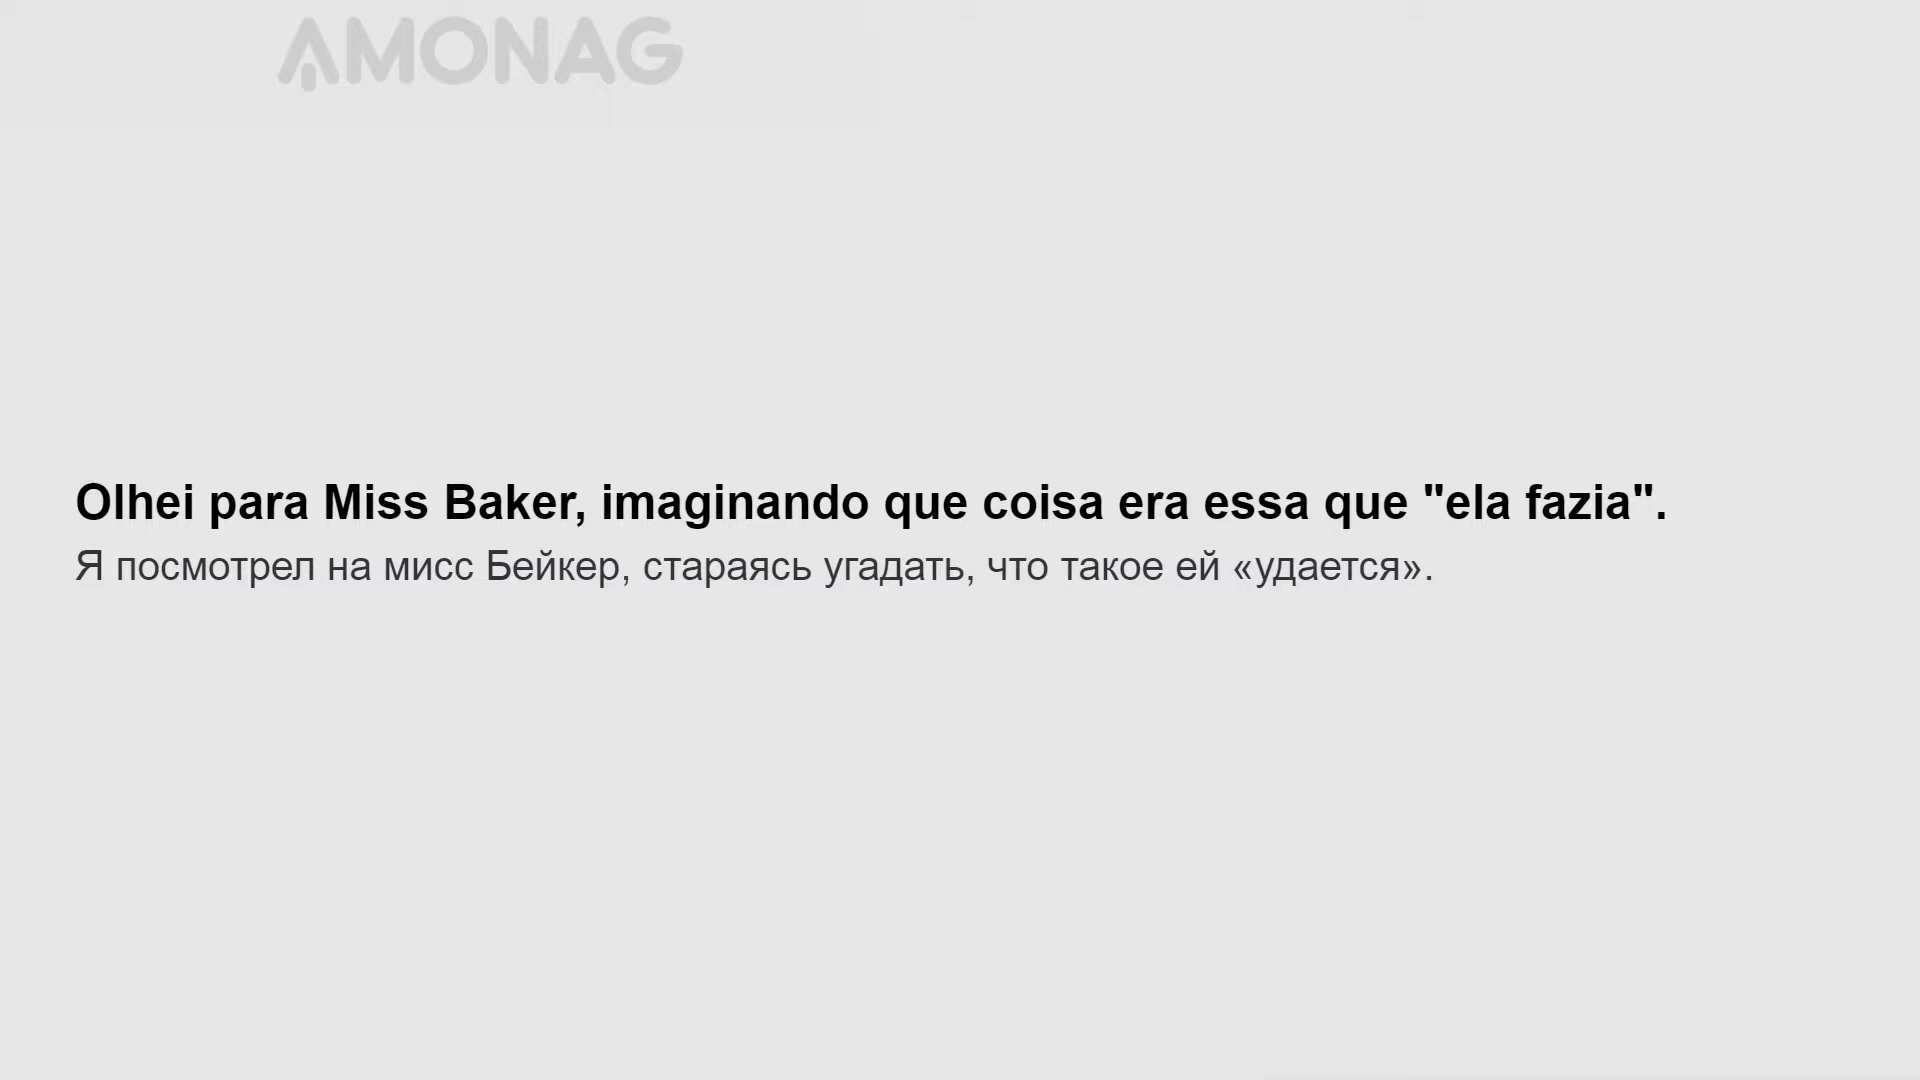 AMONAG
Olhei para Miss Baker, imaginando que coisa era essa que "ela fazia".
Я посмотрел на мисс Бейкер, стараясь угадать, что такое ей «удается».